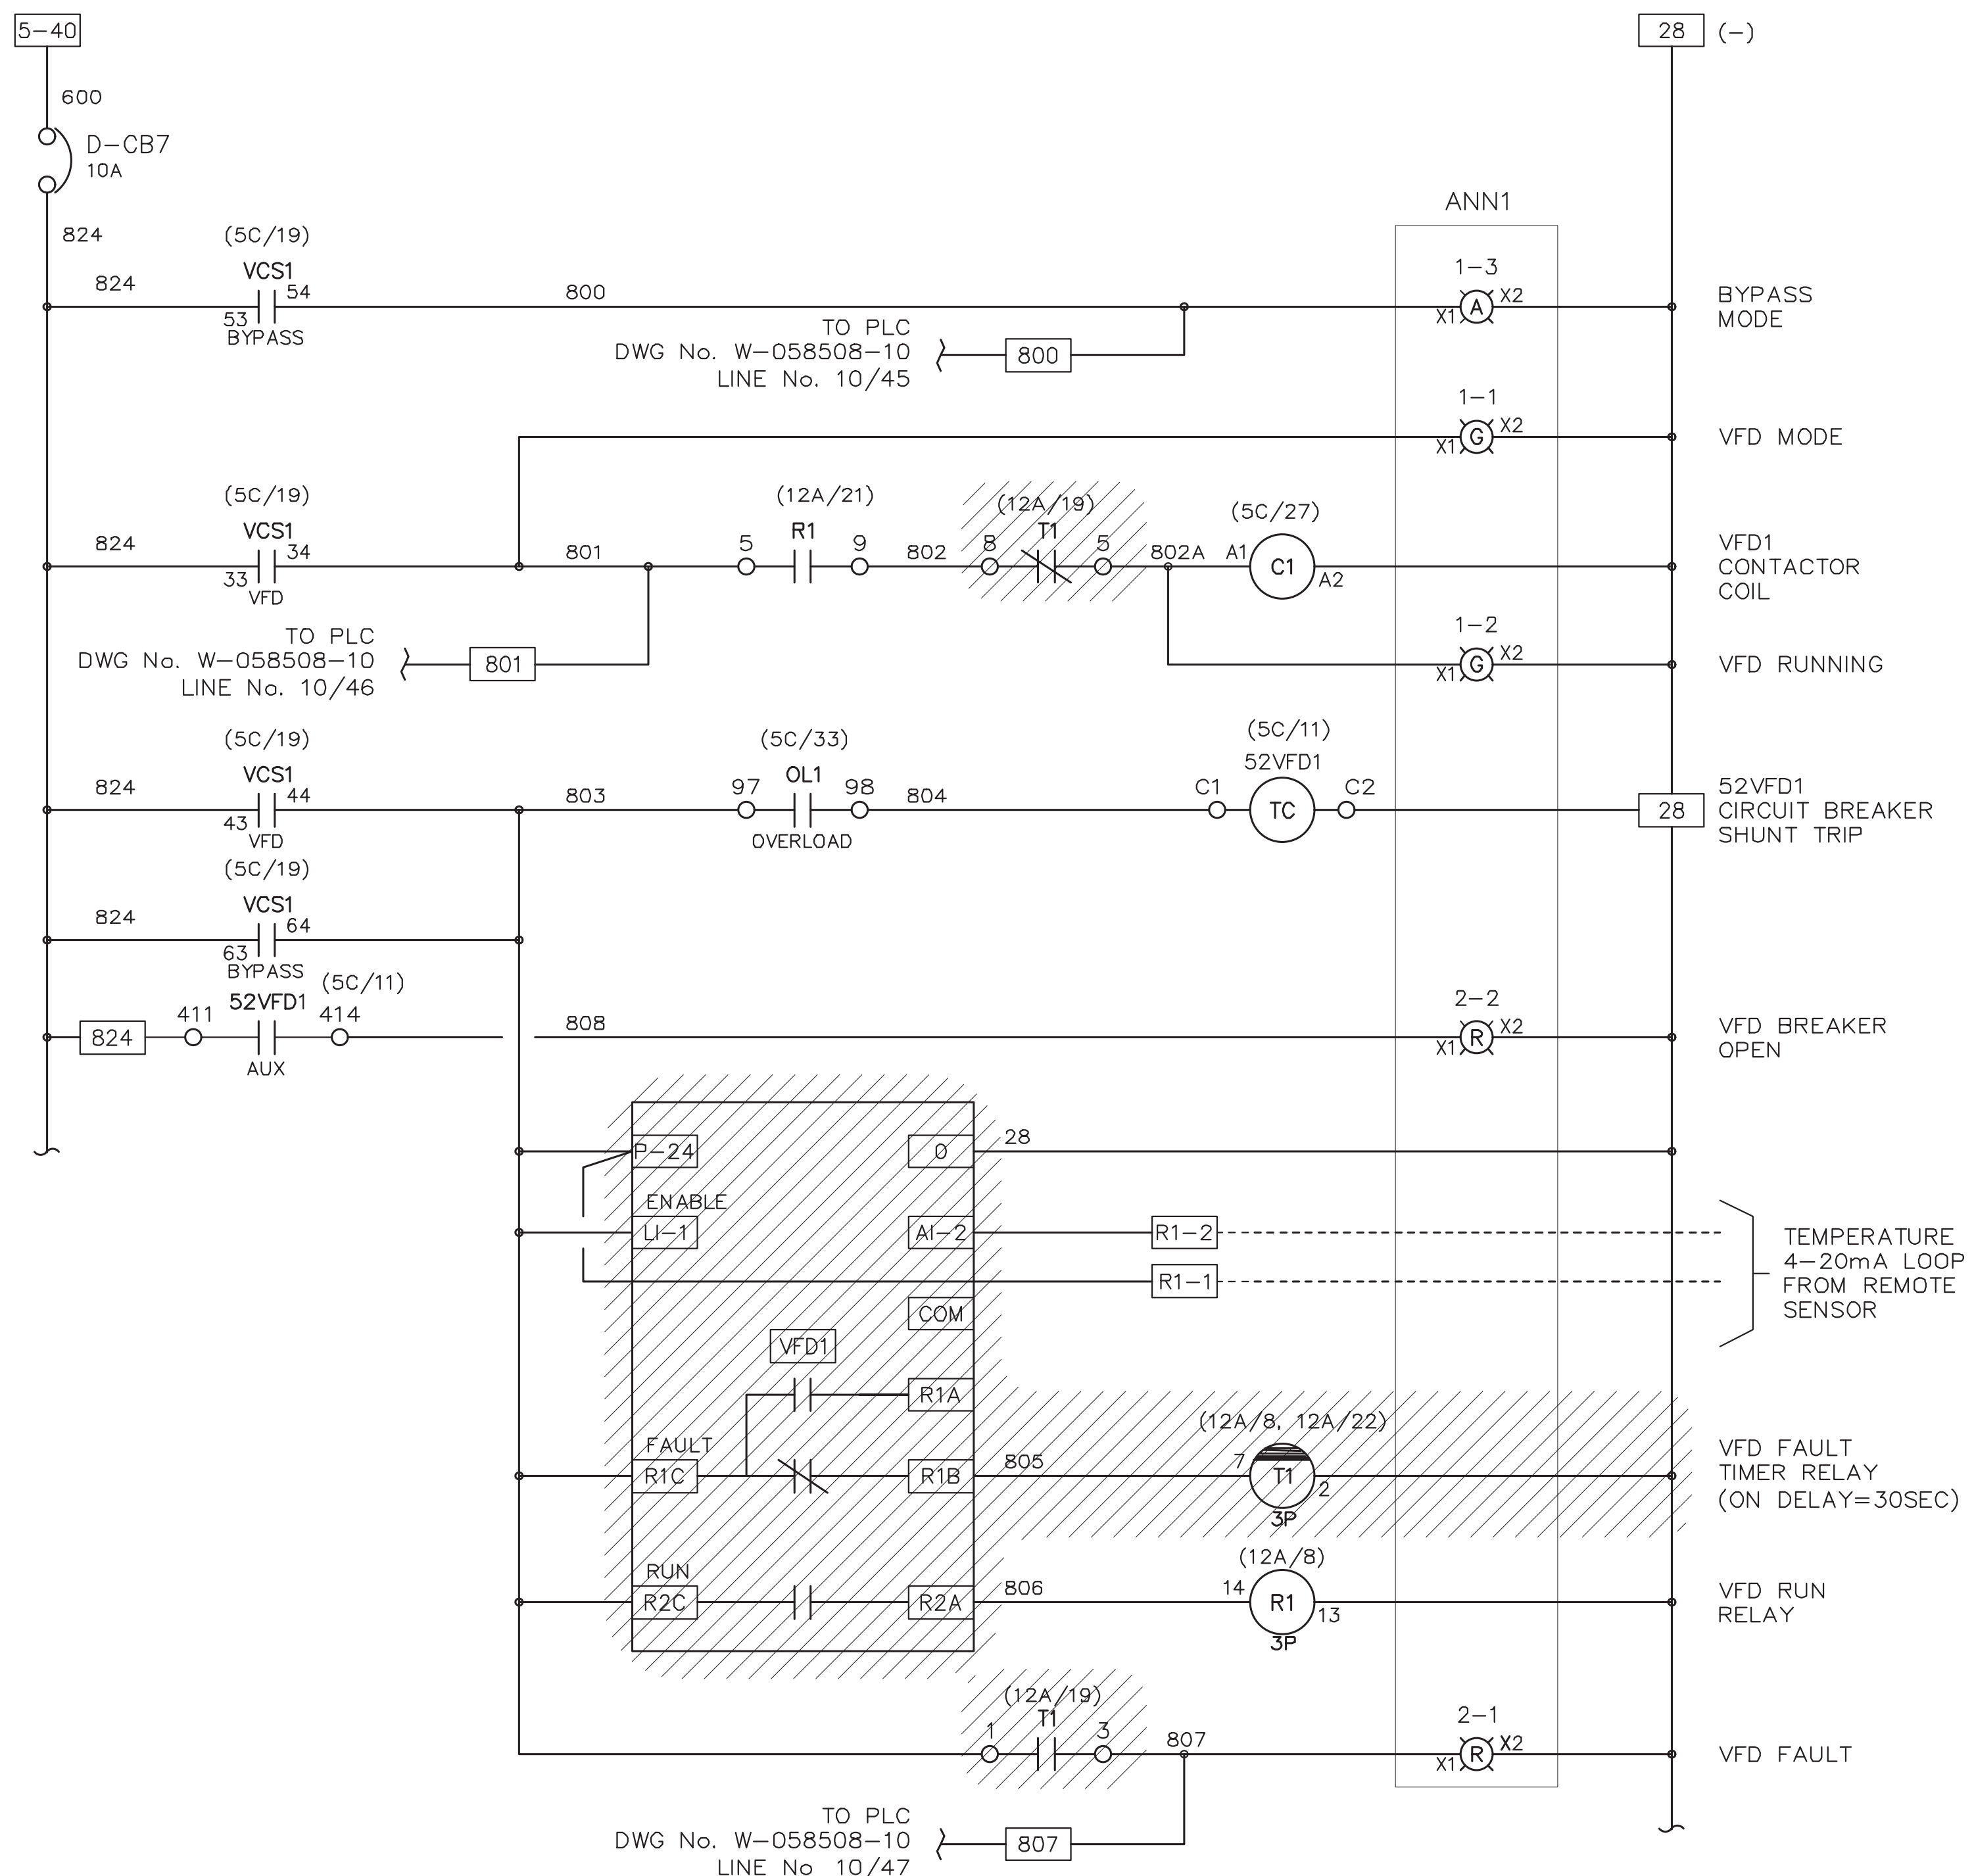 5-40
28 (-)
600
D-CB7
10A
ANN1
824
(5C/19)
VCS1
824
54
800
53
BYPASS
1-3
X1 A X2
BYPASS
MODE
TO PLC
DWG No. W-058508-10
LINE No. 10/45
800
1-1
X1 G X2
VFD MODE
(5C/19)
VCS1
824
34
33
VFD
801
(12A/21)
R1
5
9
802
(12A/19)
T1
8
5
802A
(5C/27)
A1 C1 A2
VFD1
CONTACTOR
COIL
TO PLC
DWG No. W-058508-10
LINE No. 10/46
801
1-2
X1 G X2
VFD RUNNING
(5C/19)
VCS1
824
44
43
VFD
803
(5C/33)
OL1
97
98
OVERLOAD
804
(5C/11)
52VFD1
C1 TC C2
28
52VFD1
CIRCUIT BREAKER
SHUNT TRIP
(5C/19)
VCS1
824
64
63
BYPASS
52VFD1
(5C/11)
824
411
414
AUX
808
2-2
X1 R X2
VFD BREAKER
OPEN
P-24
0
28
ENABLE
LI-1
AI-2
R1-2
R1-1
TEMPERATURE
4-20mA LOOP
FROM REMOTE
SENSOR
COM
VFD1
R1A
FAULT
R1C
R1B
805
(12A/8, 12A/22)
7 T1 2
3P
VFD FAULT
TIMER RELAY
(ON DELAY=30SEC)
RUN
R2C
R2A
806
(12A/8)
14 R1 13
3P
VFD RUN
RELAY
(12A/19)
T1
1
3
807
2-1
X1 R X2
VFD FAULT
TO PLC
DWG No. W-058508-10
LINE No 10/47
807